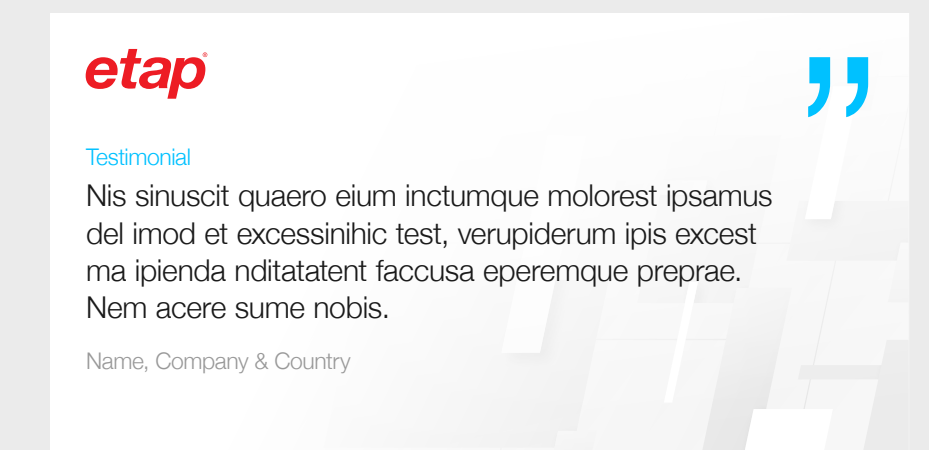 etap®
Testimonial
Nis sinuscit quaero eium inctumque molorest ipsamus
del imod et excessinihic test, verupiderum ipis excest
ma ipienda nditatatent faccusa eperemque preprae.
Nem acere sume nobis.
Name, Company & Country